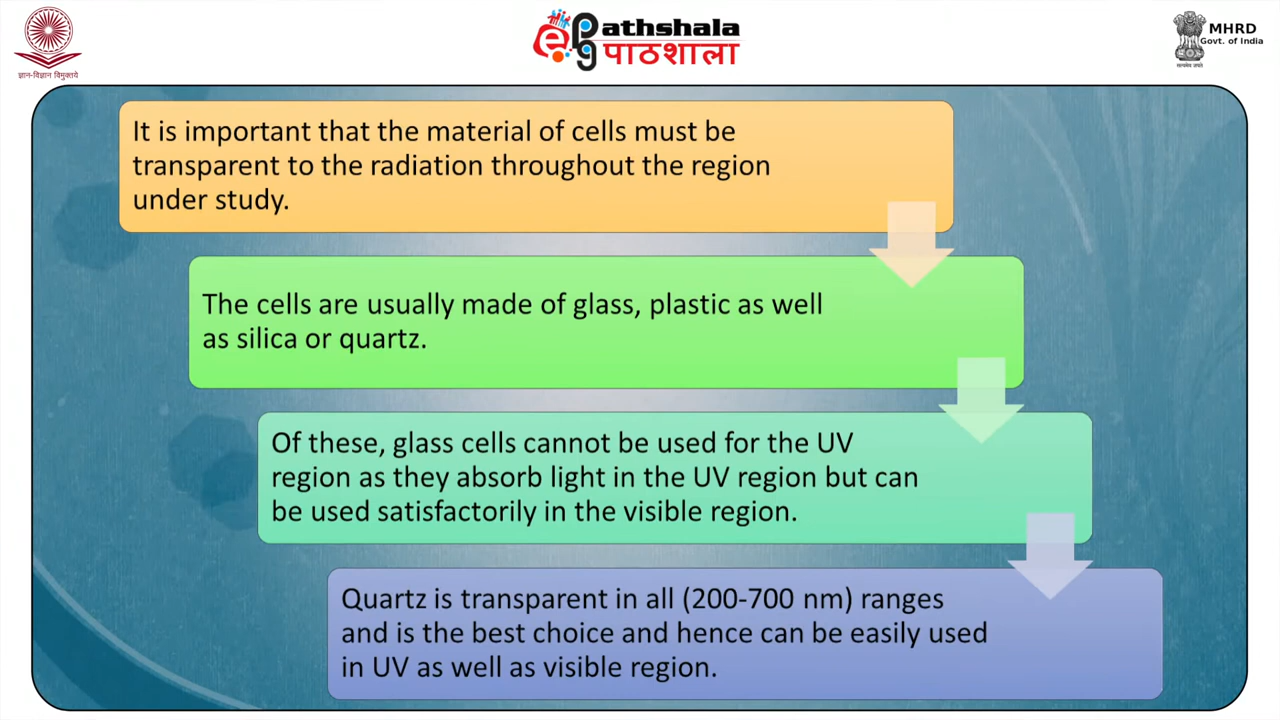 ज्ञान-विज्ञान विमुक्तये
ePg Pathshala
पाठशाला
सत्यमेव जयते
MHRD
Govt. of India
It is important that the material of cells must be
transparent to the radiation throughout the region
under study.
The cells are usually made of glass, plastic as well
as silica or quartz.
Of these, glass cells cannot be used for the UV
region as they absorb light in the UV region but can
be used satisfactorily in the visible region.
Quartz is transparent in all (200-700 nm) ranges
and is the best choice and hence can be easily used
in UV as well as visible region.